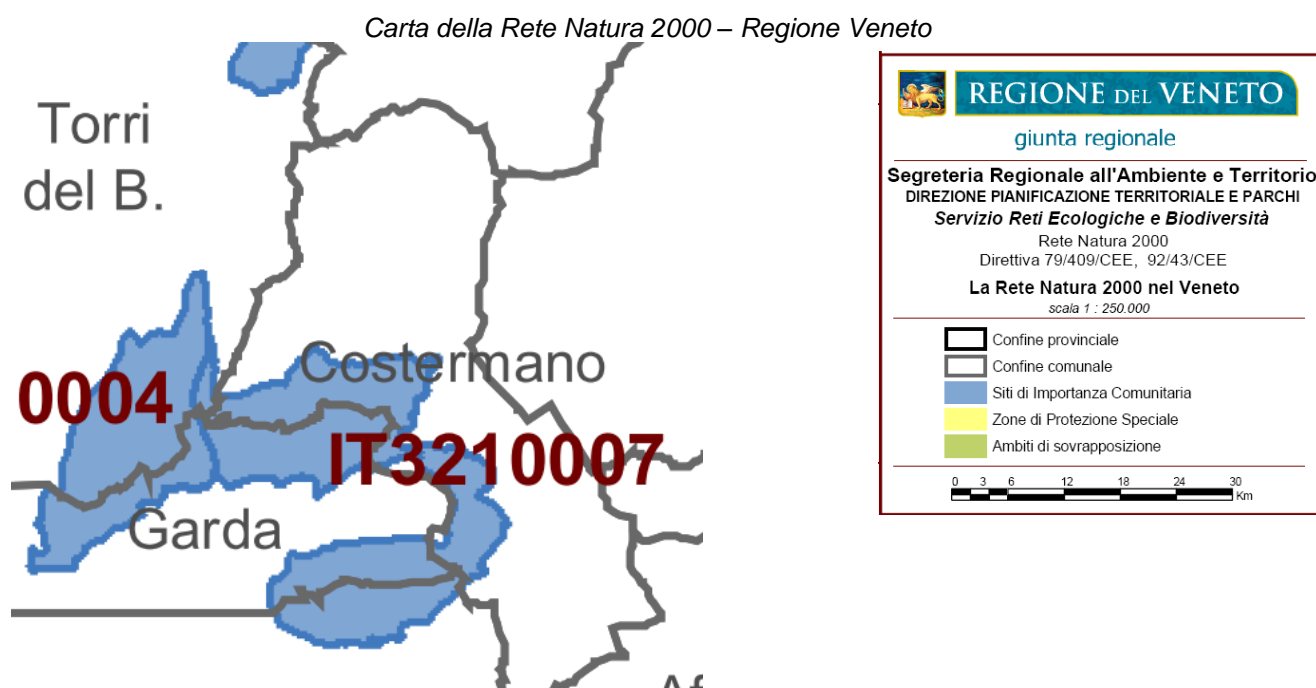 Carta della Rete Natura 2000 – Regione Veneto
Torri
del B.
Costermano
0004
IT3210007
Garda
Af
REGIONE DEL VENETO
giunta regionale
Segreteria Regionale all'Ambiente e Territorio
DIREZIONE PIANIFICAZIONE TERRITORIALE E PARCHI
Servizio Reti Ecologiche e Biodiversità
Rete Natura 2000
Direttiva 79/409/CEE, 92/43/CEE
La Rete Natura 2000 nel Veneto
scala 1 : 250.000
Confine provinciale
Confine comunale
Siti di Importanza Comunitaria
Zone di Protezione Speciale
Ambiti di sovrapposizione
0 3 6 12 18 24 30
Km